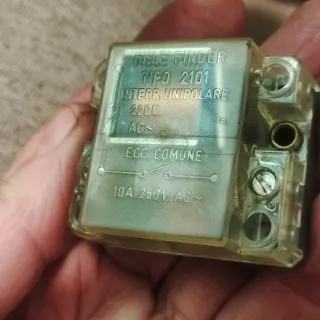 RELE FINDER
TIPO 2101
INTERR. UNIPOLARE
220V
AC~
ECC COMUNE
10A 250V AC~